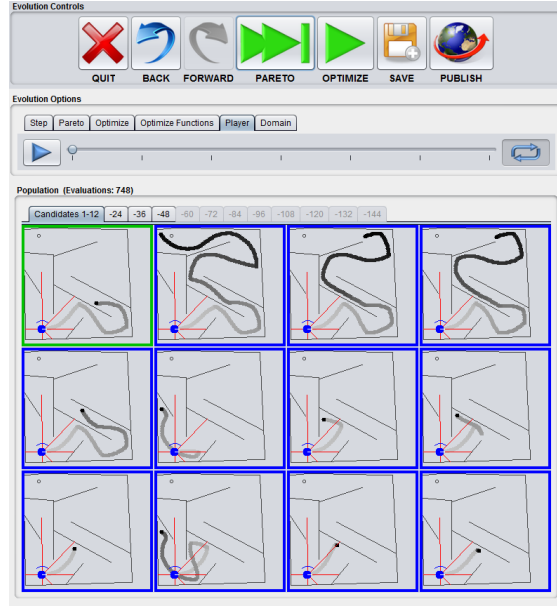 Evolution Controls
QUIT BACK FORWARD PARETO OPTIMIZE SAVE PUBLISH
Evolution Options
Step Pareto Optimize Optimize Functions Player Domain
Population (Evaluations: 748)
Candidates 1-12 -24 -36 -48 -60 -72 -84 -96 -108 -120 -132 -144